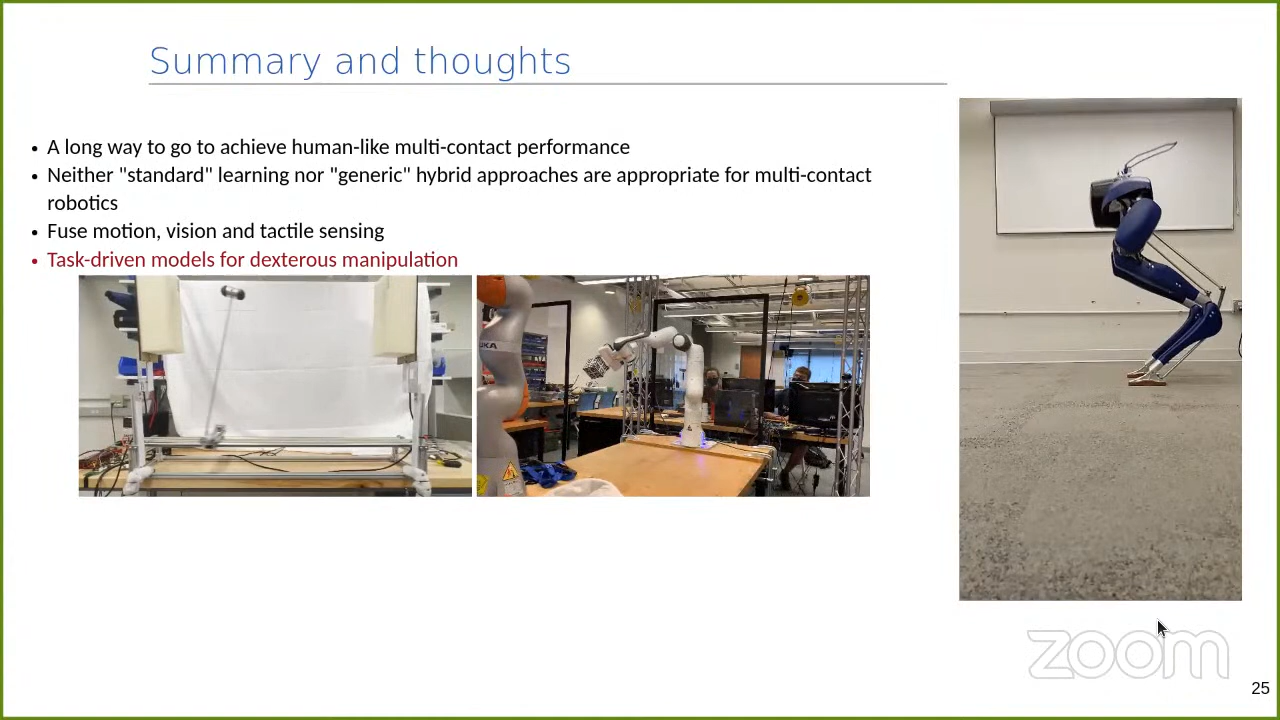 Summary and thoughts
• A long way to go to achieve human-like multi-contact performance
• Neither "standard" learning nor "generic" hybrid approaches are appropriate for multi-contact
robotics
• Fuse motion, vision and tactile sensing
• Task-driven models for dexterous manipulation
UKA
zoom
25